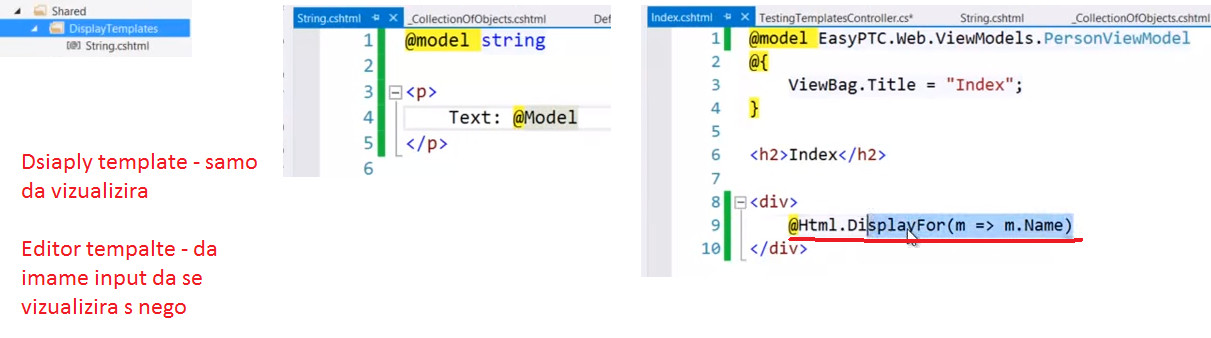 Shared
DisplayTemplates
String.cshtml
Dsiaply template - samo
da vizualizira
Editor tempalte - da
imame input da se
vizualizira s nego
String.cshtml _CollectionOfObjects.cshtml Def
1 @model string
2
3 <p>
4 Text: @Model
5 </p>
6
Index.cshtml TestingTemplatesController.cs* String.cshtml _CollectionOfObjects.cshtml
1 @model EasyPTC.Web.ViewModels.PersonViewModel
2 @{
3 ViewBag.Title = "Index";
4 }
5
6 <h2>Index</h2>
7
8 <div>
9 @Html.DisplayFor(m => m.Name)
10 </div>